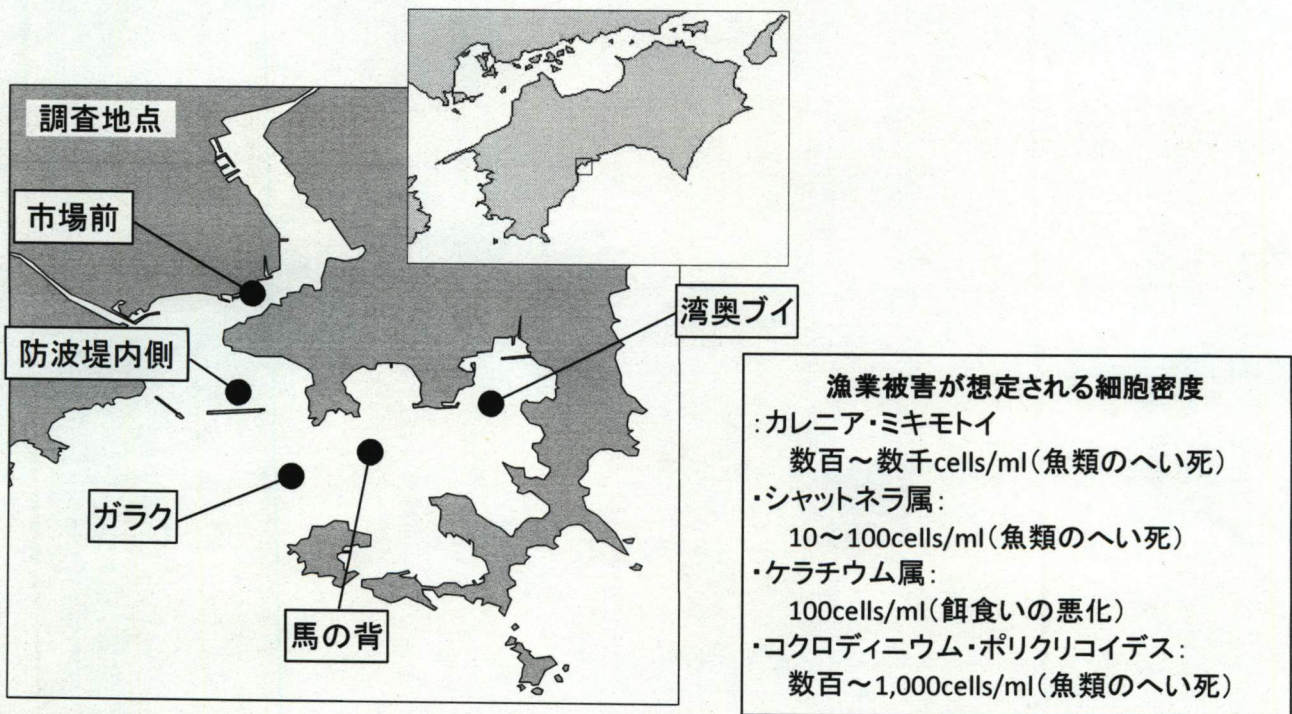 調査地点
市場前
湾奥ブイ
防波堤内側
ガラク
馬の背
漁業被害が想定される細胞密度
:カレニア・ミキモトイ
数百～数千cells/ml(魚類のへい死)
・シャットネラ属:
10～100cells/ml(魚類のへい死)
・ケラチウム属:
100cells/ml(餌食いの悪化)
・コクロディニウム・ポリクリコイデス:
数百～1,000cells/ml(魚類のへい死)